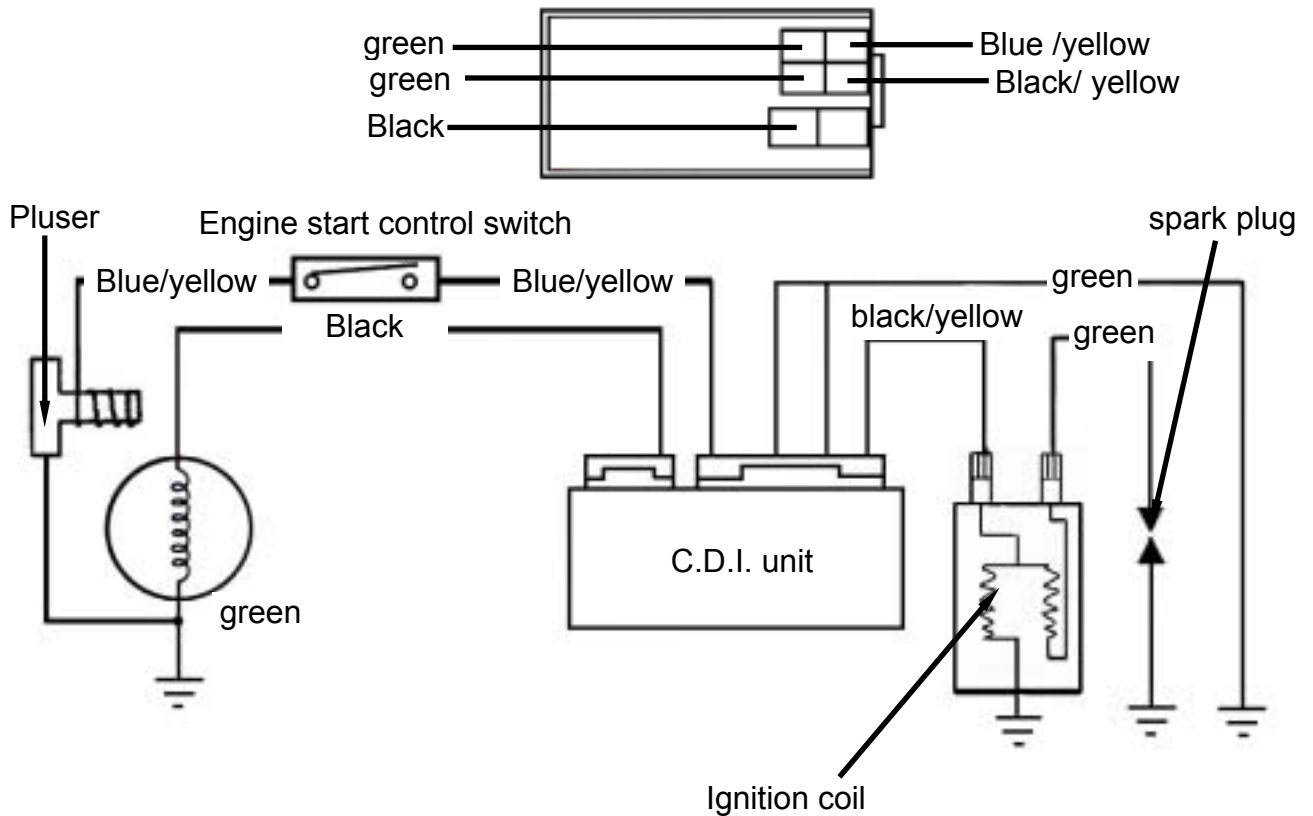 green
Blue /yellow
green
Black/ yellow
Black
Pluser
Engine start control switch
spark plug
Blue/yellow
Blue/yellow
green
Black
black/yellow
green
C.D.I. unit
green
Ignition coil